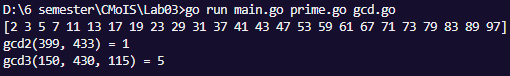 D:\6 semester\CMoIS\Lab03>go run main.go prime.go gcd.go
[2 3 5 7 11 13 17 19 23 29 31 37 41 43 47 53 59 61 67 71 73 79 83 89 97]
gcd2(399, 433) = 1
gcd3(150, 430, 115) = 5